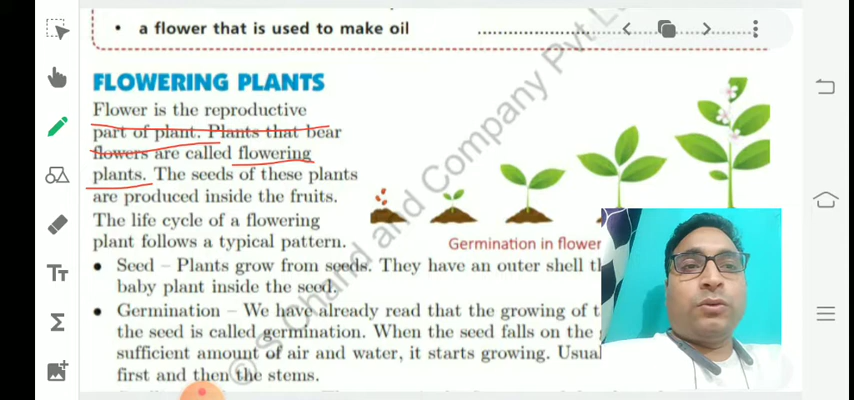 • a flower that is used to make oil ........................
FLOWERING PLANTS
Flower is the reproductive
part of plant. Plants that bear
flowers are called flowering
plants. The seeds of these plants
are produced inside the fruits.
The life cycle of a flowering
plant follows a typical pattern.
Germination in flower
• Seed – Plants grow from seeds. They have an outer shell
baby plant inside the seed.
• Germination – We have already read that the growing of
the seed is called germination. When the seed falls on the
sufficient amount of air and water, it starts growing.
first and then the stems.
© S Chand and Company Pvt
Tт
Σ